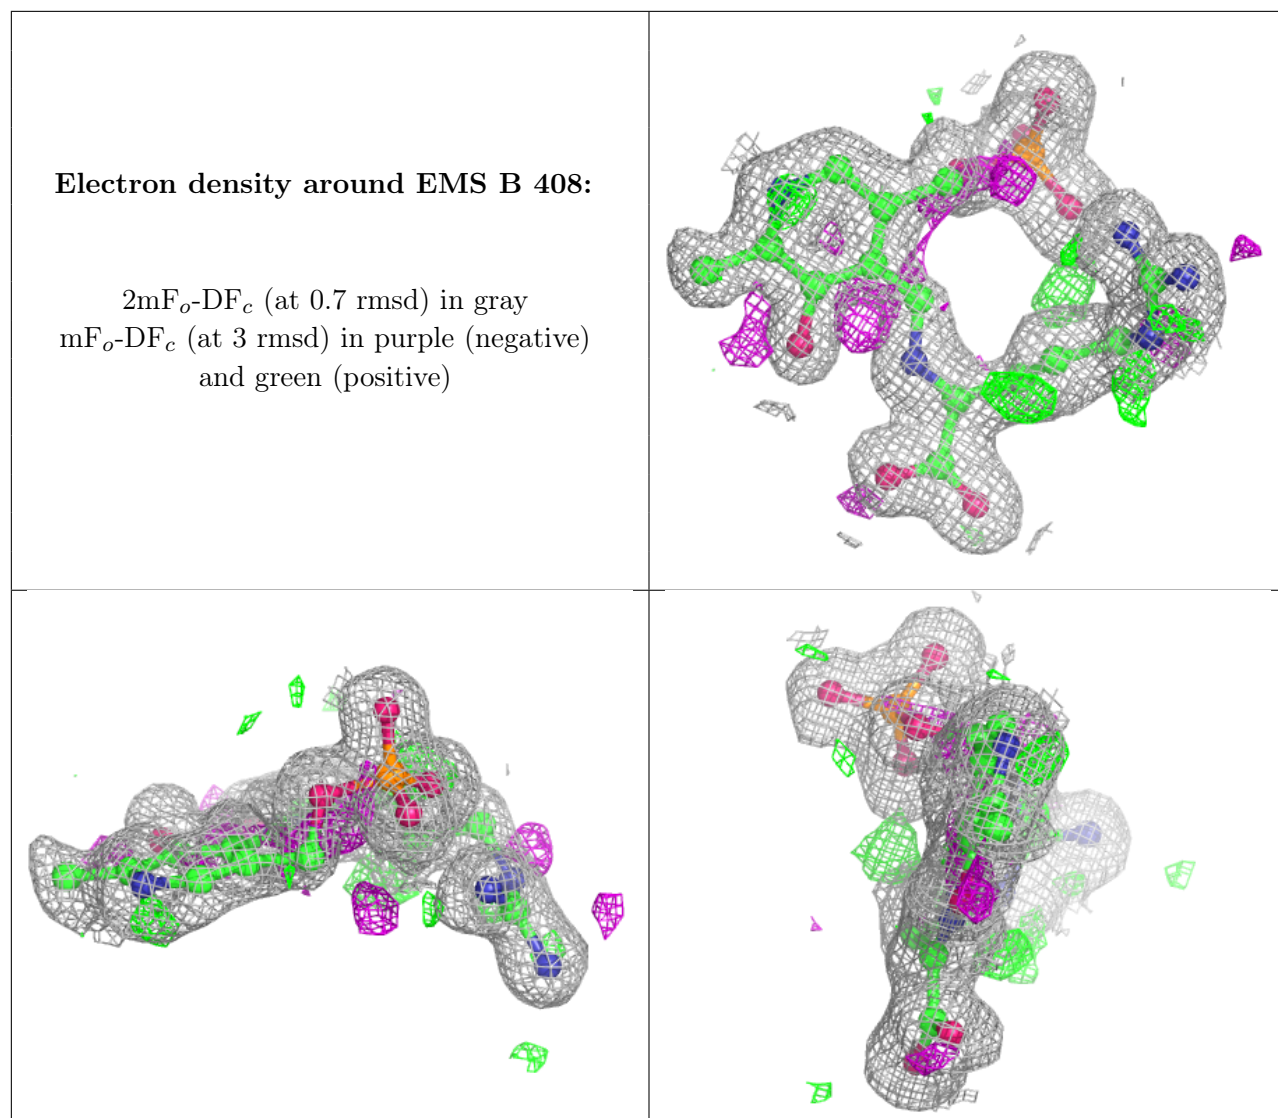 Electron density around EMS B 408:
2mFo-DFc (at 0.7 rmsd) in gray
mFo-DFc (at 3 rmsd) in purple (negative)
and green (positive)